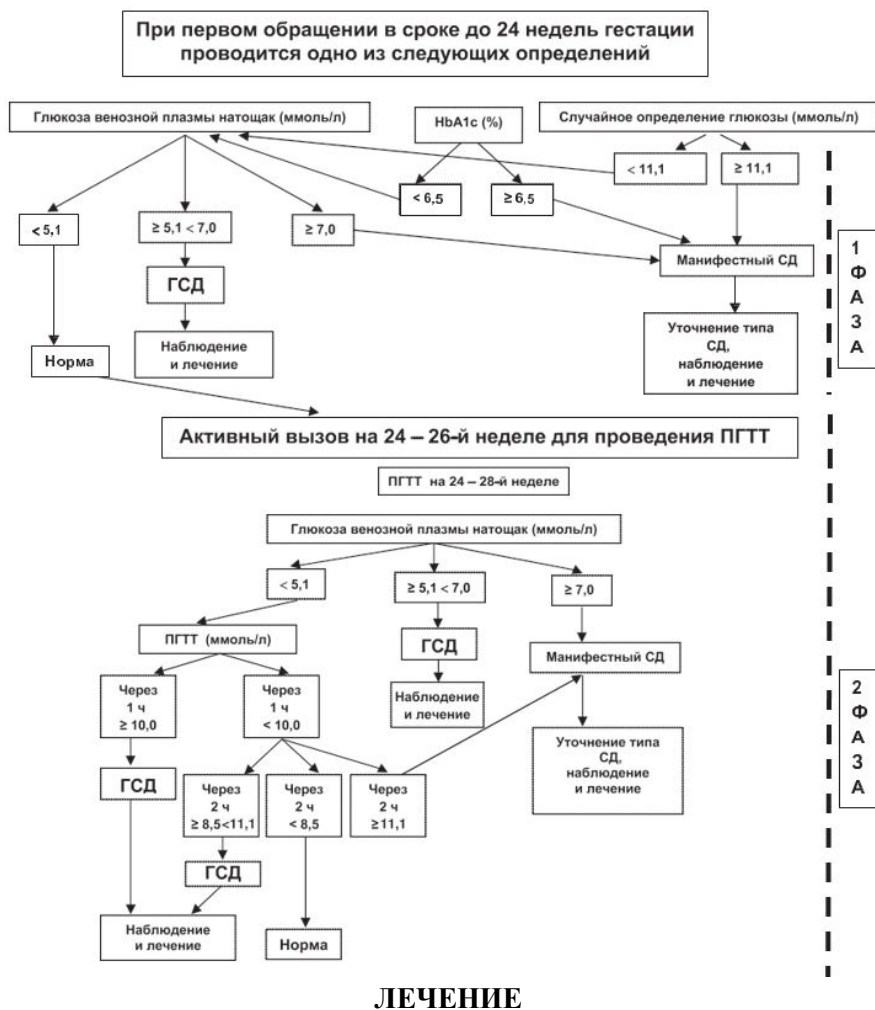 При первом обращении в сроке до 24 недель гестации
проводится одно из следующих определений
Глюкоза венозной плазмы натощак (ммоль/л)
HbA1c (%)
Случайное определение глюкозы (ммоль/л)
< 11,1
≥ 11,1
< 6,5
≥ 6,5
< 5,1
≥ 5,1 < 7,0
≥ 7,0
Манифестный СД
ГСД
Норма
Наблюдение
и лечение
Уточнение типа
СД,
наблюдение
и лечение
1
Ф
А
З
А
Активный вызов на 24 – 26-й неделе для проведения ПГТТ
ПГТТ на 24 – 28-й неделе
Глюкоза венозной плазмы натощак (ммоль/л)
< 5,1
≥ 5,1 < 7,0
≥ 7,0
ПГТТ (ммоль/л)
ГСД
Манифестный СД
Через
1 ч
≥ 10,0
Через
1 ч
< 10,0
Наблюдение
и лечение
Уточнение типа
СД,
наблюдение
и лечение
ГСД
Через
2 ч
≥ 8,5<11,1
Через
2 ч
< 8,5
Через
2 ч
≥11,1
ГСД
Наблюдение
и лечение
Норма
2
Ф
А
З
А
ЛЕЧЕНИЕ